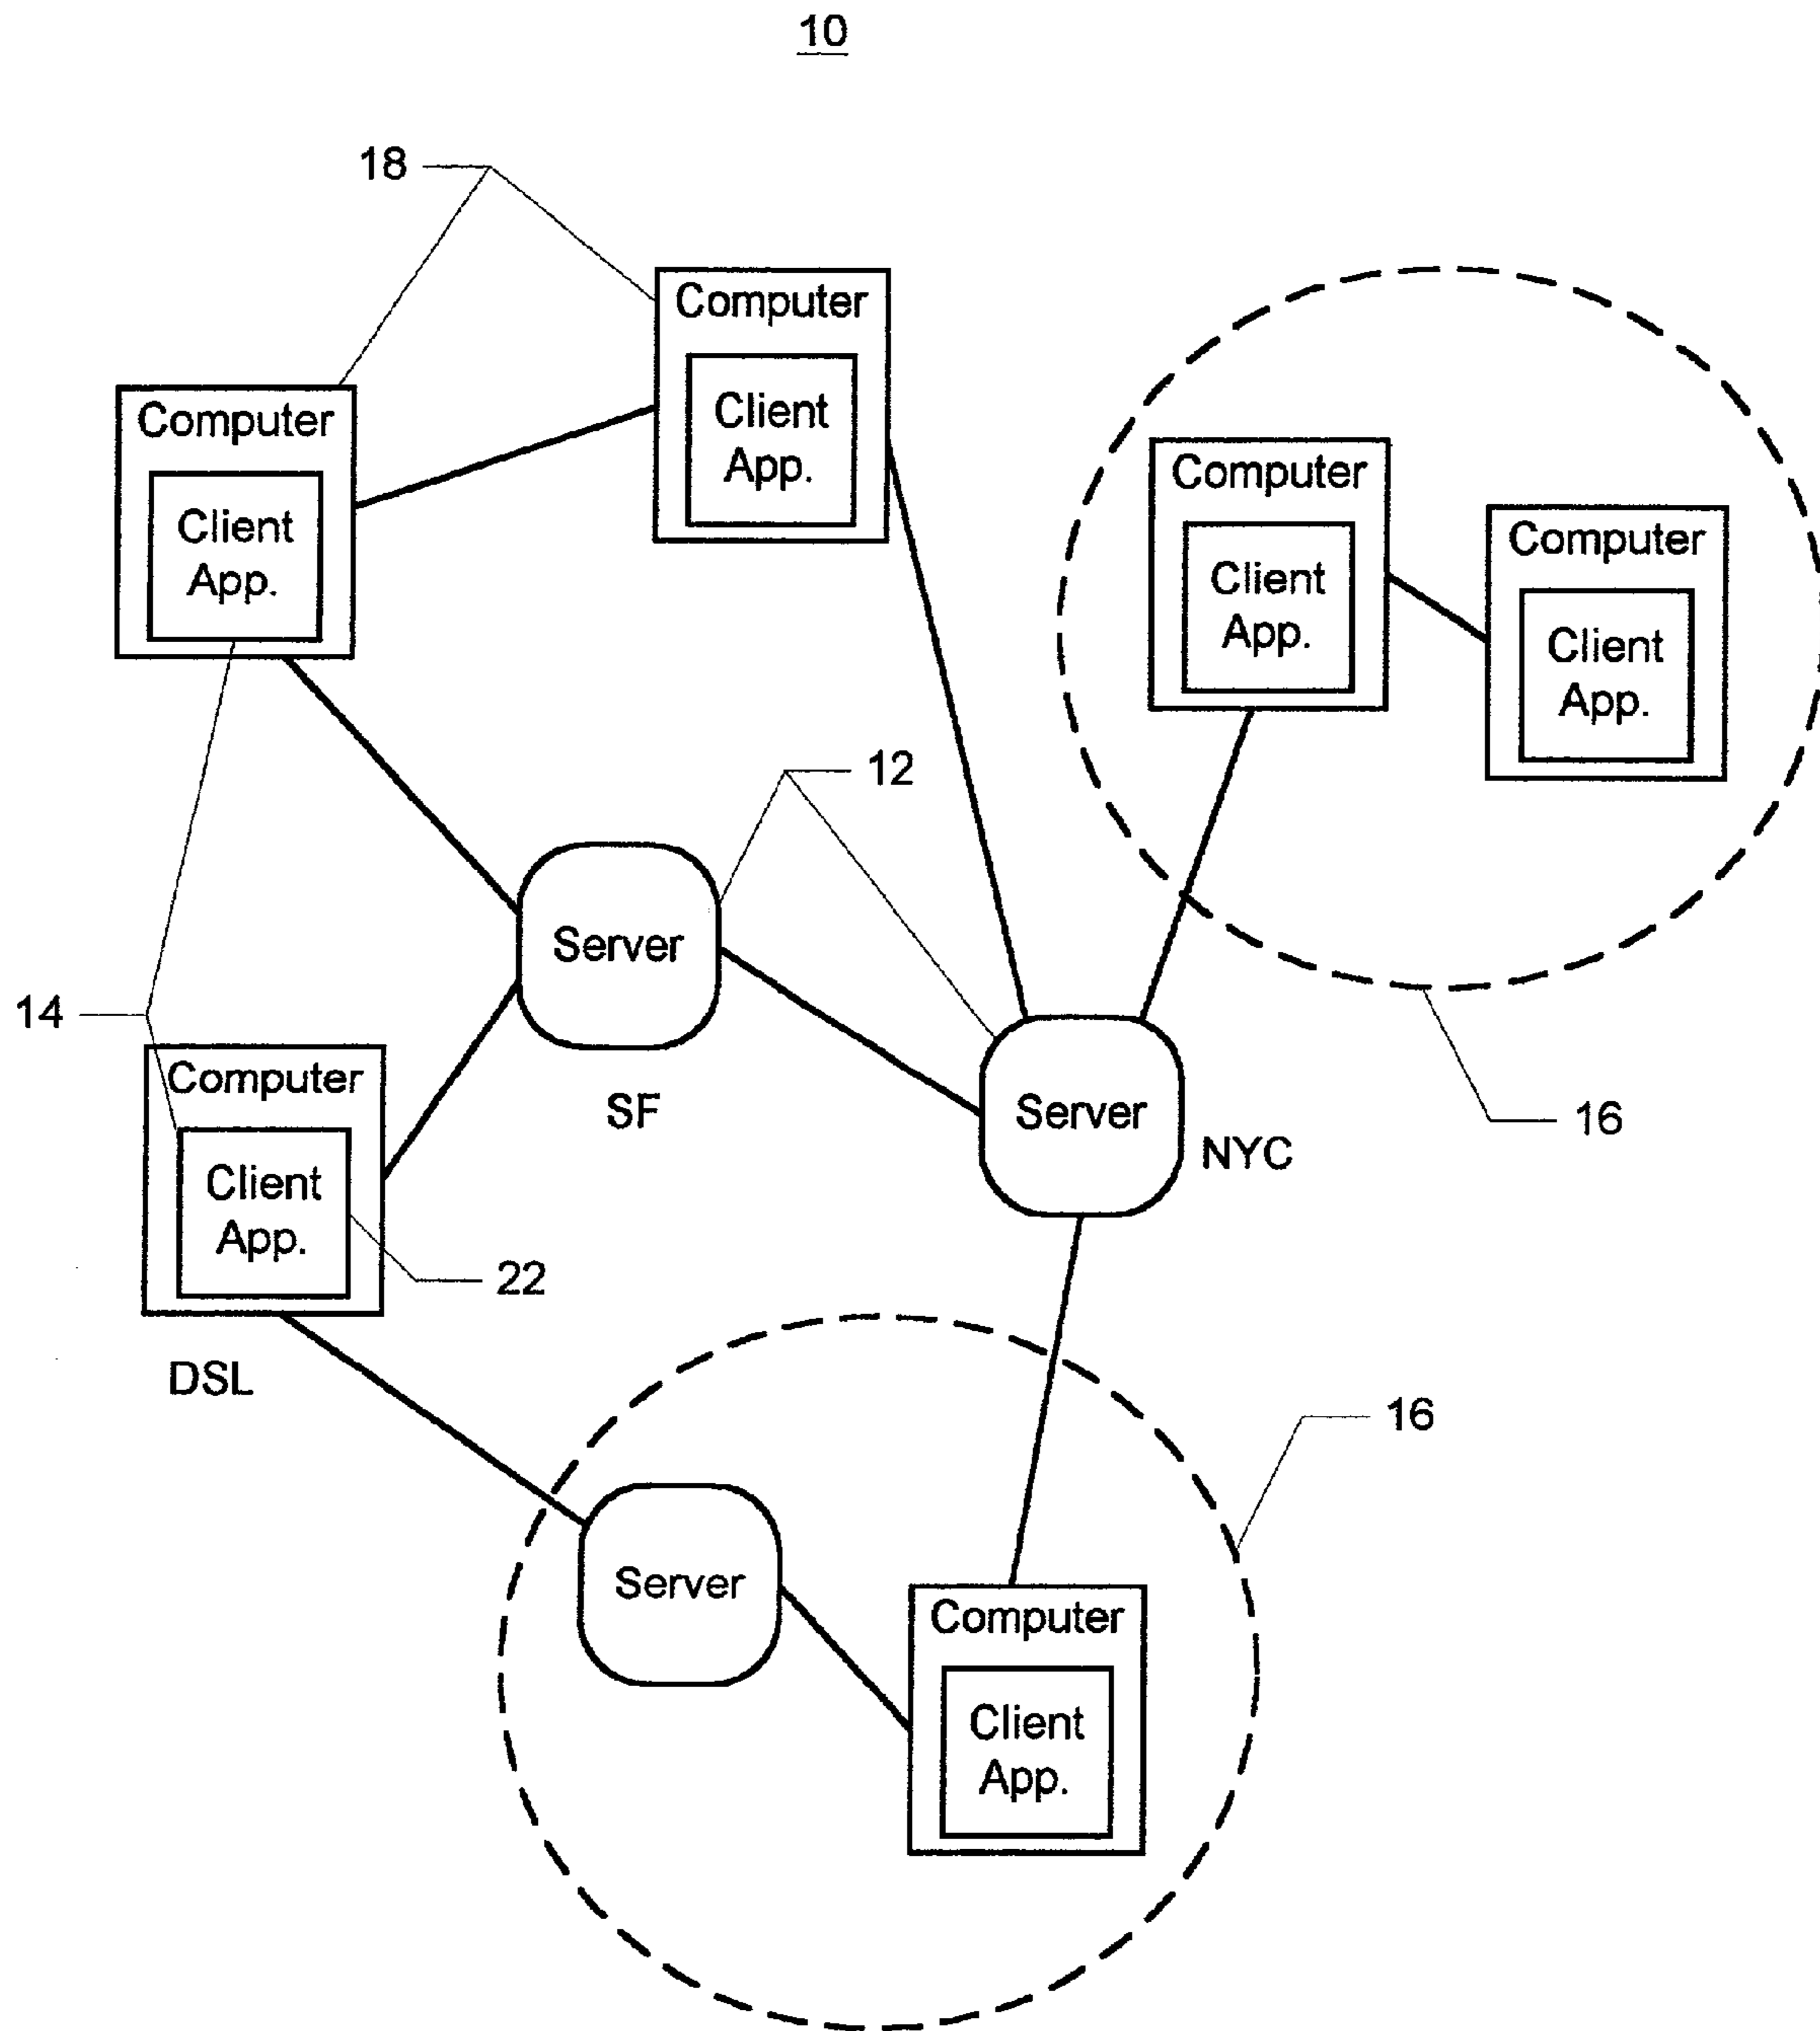 10
18
Computer
Client
App.
Computer
Client
App.
Computer
Client
App.
Computer
Client
App.
12
Server
SF
14
Server
NYC
16
Computer
Client
App.
22
DSL
16
Server
Computer
Client
App.